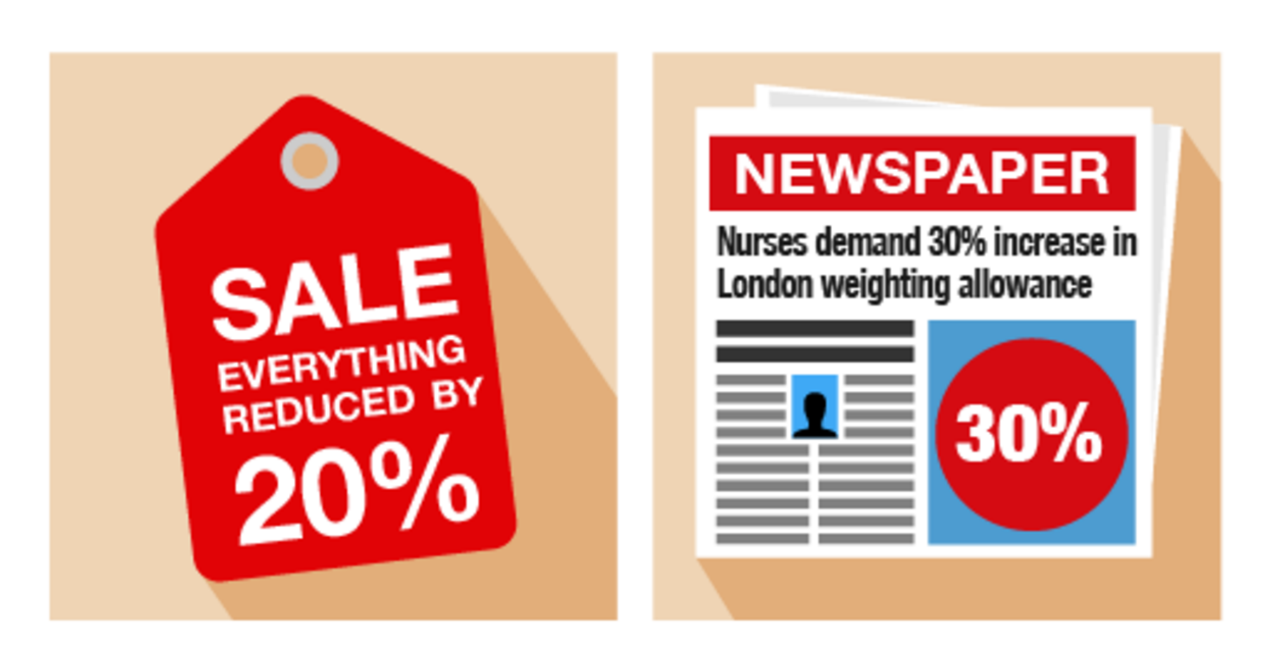 SALE
EVERYTHING
REDUCED BY
20%
NEWSPAPER
Nurses demand 30% increase in
London weighting allowance
30%